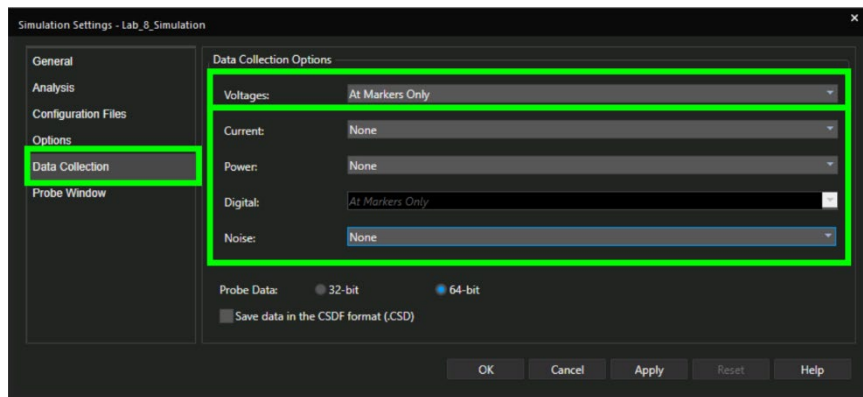 Simulation Settings - Lab_8_Simulation
×
General
Analysis
Configuration Files
Options
Data Collection
Probe Window
Data Collection Options
Voltages: At Markers Only
Current: None
Power: None
Digital: At Markers Only
Noise: None
Probe Data: 32-bit 64-bit
Save data in the CSDF format (.CSD)
OK Cancel Apply Reset Help